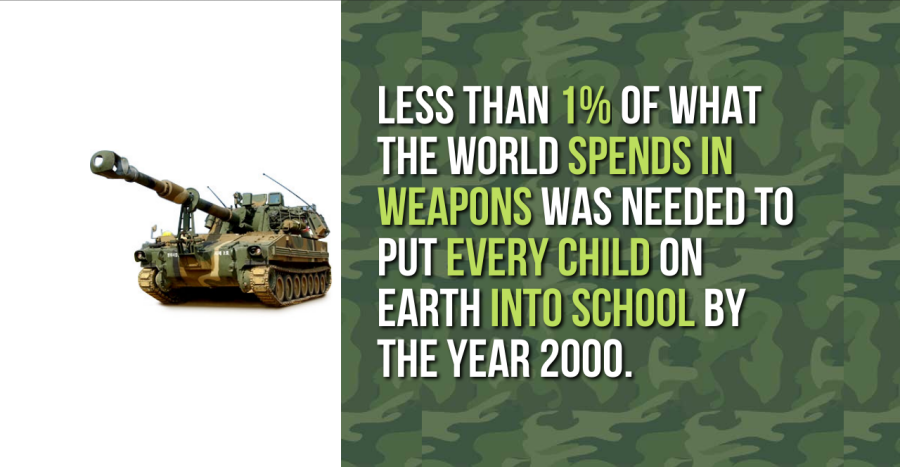 LESS THAN 1% OF WHAT
THE WORLD SPENDS IN
WEAPONS WAS NEEDED TO
PUT EVERY CHILD ON
EARTH INTO SCHOOL BY
THE YEAR 2000.